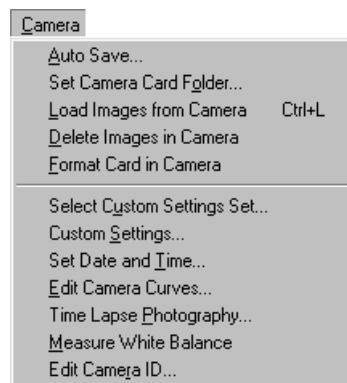 Camera
Auto Save...
Set Camera Card Folder...
Load Images from Camera Ctrl+L
Delete Images in Camera
Format Card in Camera
Select Custom Settings Set...
Custom Settings...
Set Date and Time...
Edit Camera Curves...
Time Lapse Photography...
Measure White Balance
Edit Camera ID...